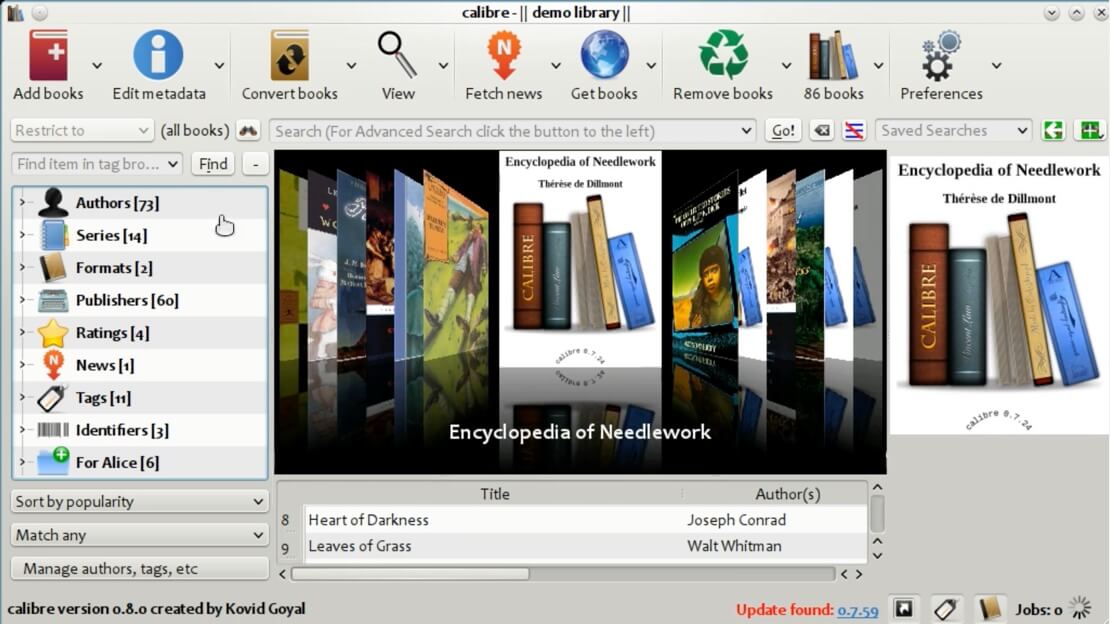 calibre - || demo library ||
Add books
Edit metadata
Convert books
View
Fetch news
Get books
Remove books
86 books
Preferences
Restrict to
(all books)
Search (For Advanced Search click the button to the left)
Go!
Saved Searches
Find item in tag bro...
Find
-
Authors [73]
Series [14]
Formats [2]
Publishers [60]
Ratings [4]
News [1]
Tags [11]
Identifiers [3]
For Alice [6]
Sort by popularity
Match any
Manage authors, tags, etc
Encyclopedia of Needlework
Thérèse de Dillmont
CALIBRE
calibre 0.7.24
Encyclopedia of Needlework
Encyclopedia of Needlework
Thérèse de Dillmont
CALIBRE
calibre 0.7.24
Title Author(s)
8 Heart of Darkness Joseph Conrad
9 Leaves of Grass Walt Whitman
calibre version 0.8.0 created by Kovid Goyal
Update found: 0.7.59
Jobs: 0